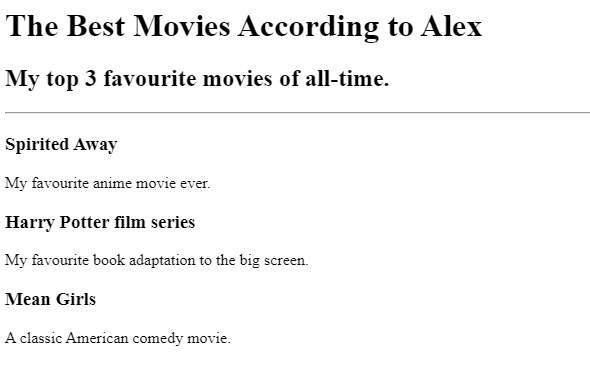 The Best Movies According to Alex
My top 3 favourite movies of all-time.
Spirited Away
My favourite anime movie ever.
Harry Potter film series
My favourite book adaptation to the big screen.
Mean Girls
A classic American comedy movie.